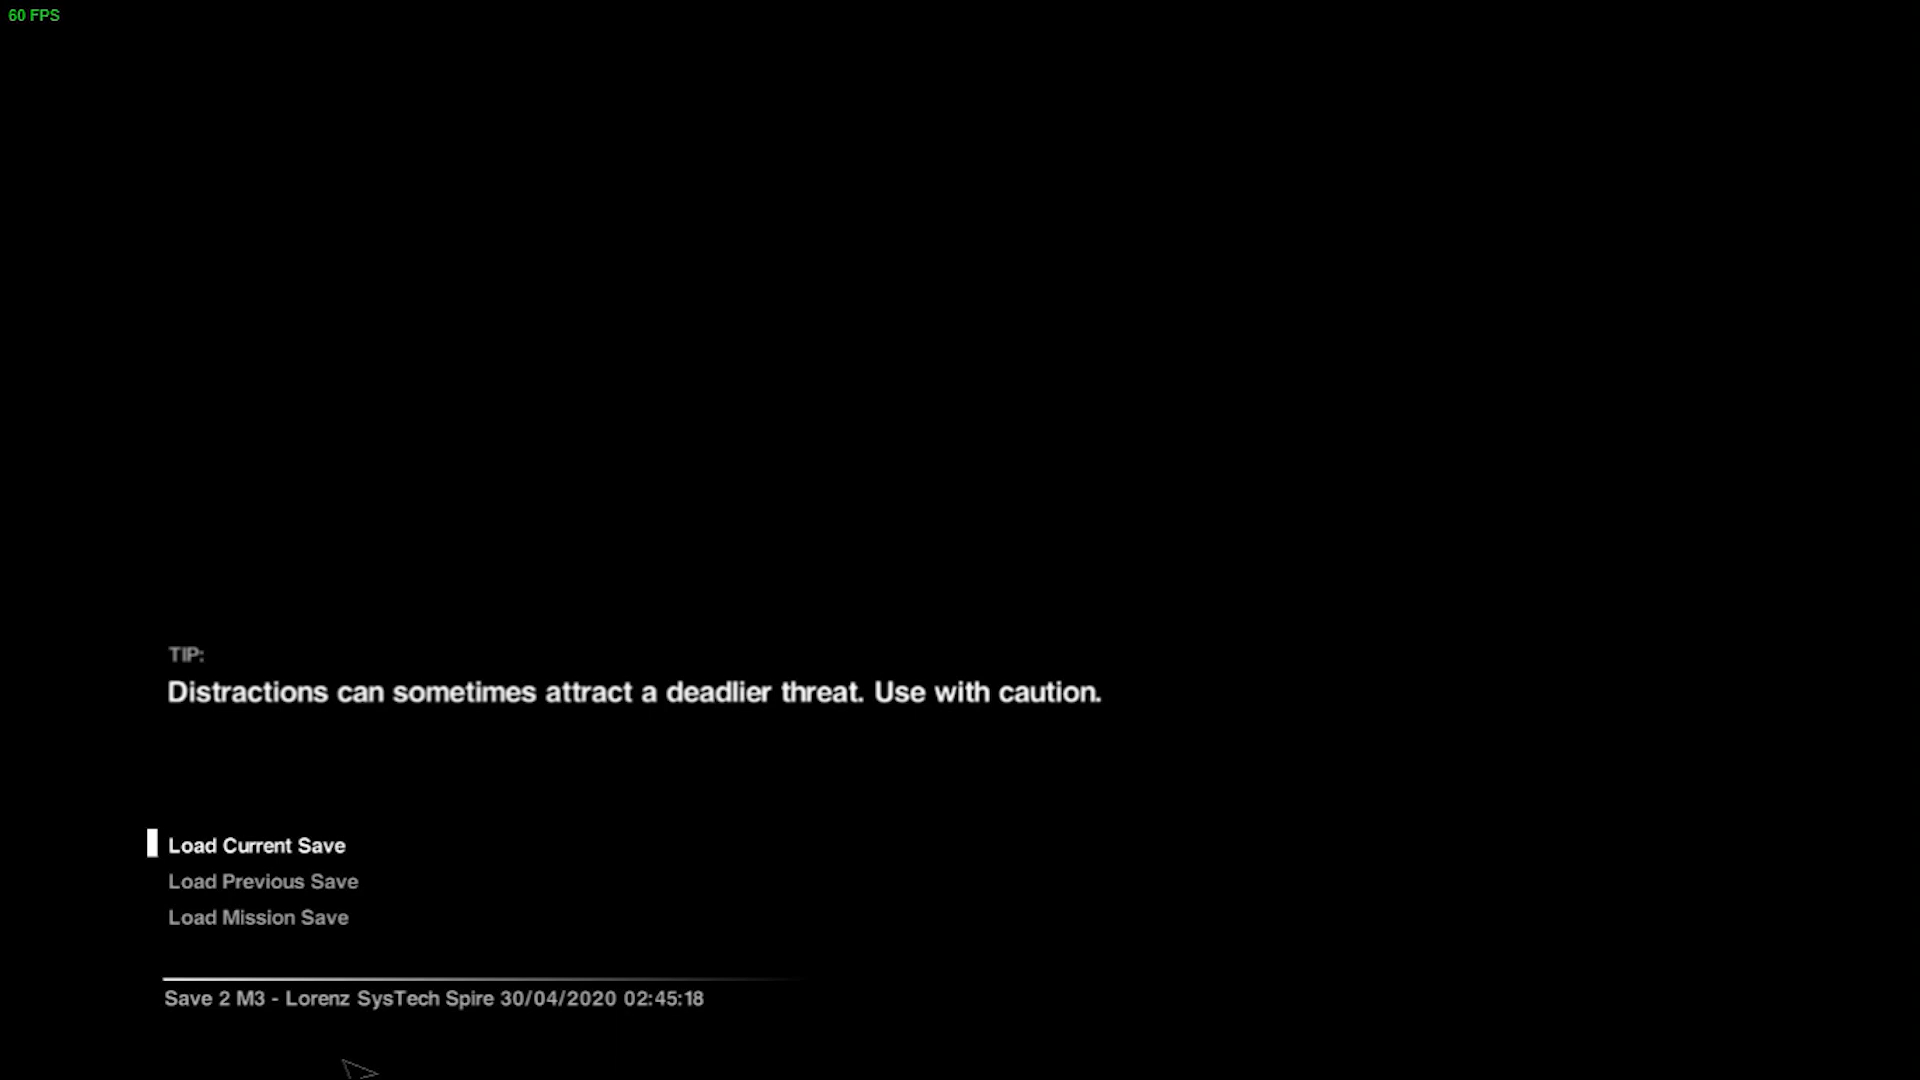 60 FPS
TIP:
Distractions can sometimes attract a deadlier threat. Use with caution.
Load Current Save
Load Previous Save
Load Mission Save
Save 2 M3 - Lorenz SysTech Spire 30/04/2020 02:45:18